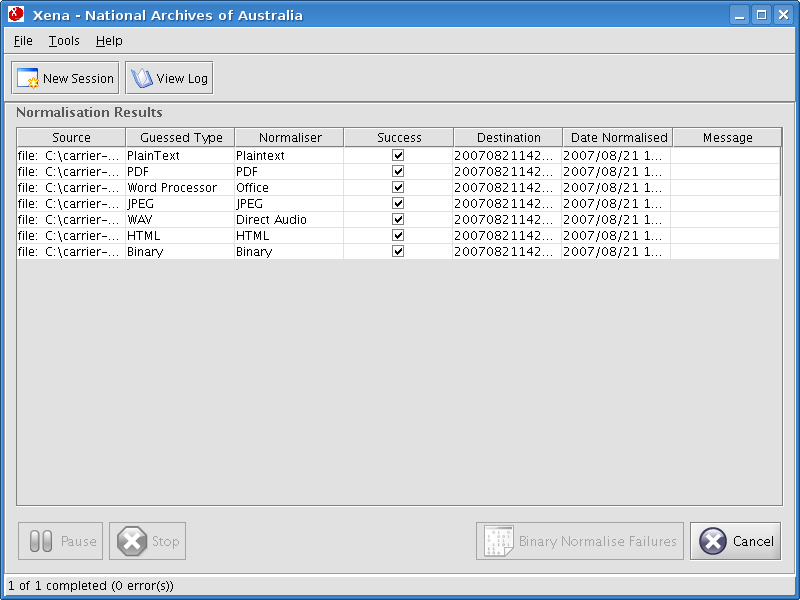 Xena - National Archives of Australia
File Tools Help
New Session View Log
Normalisation Results
Source Guessed Type Normaliser Success Destination Date Normalised Message
file: C:\carrier-... PlainText Plaintext 20070821142... 2007/08/21 1...
file: C:\carrier-... PDF PDF 20070821142... 2007/08/21 1...
file: C:\carrier-... Word Processor Office 20070821142... 2007/08/21 1...
file: C:\carrier-... JPEG JPEG 20070821142... 2007/08/21 1...
file: C:\carrier-... WAV Direct Audio 20070821142... 2007/08/21 1...
file: C:\carrier-... HTML HTML 20070821142... 2007/08/21 1...
file: C:\carrier-... Binary Binary 20070821142... 2007/08/21 1...
Pause Stop Binary Normalise Failures Cancel
1 of 1 completed (0 error(s))